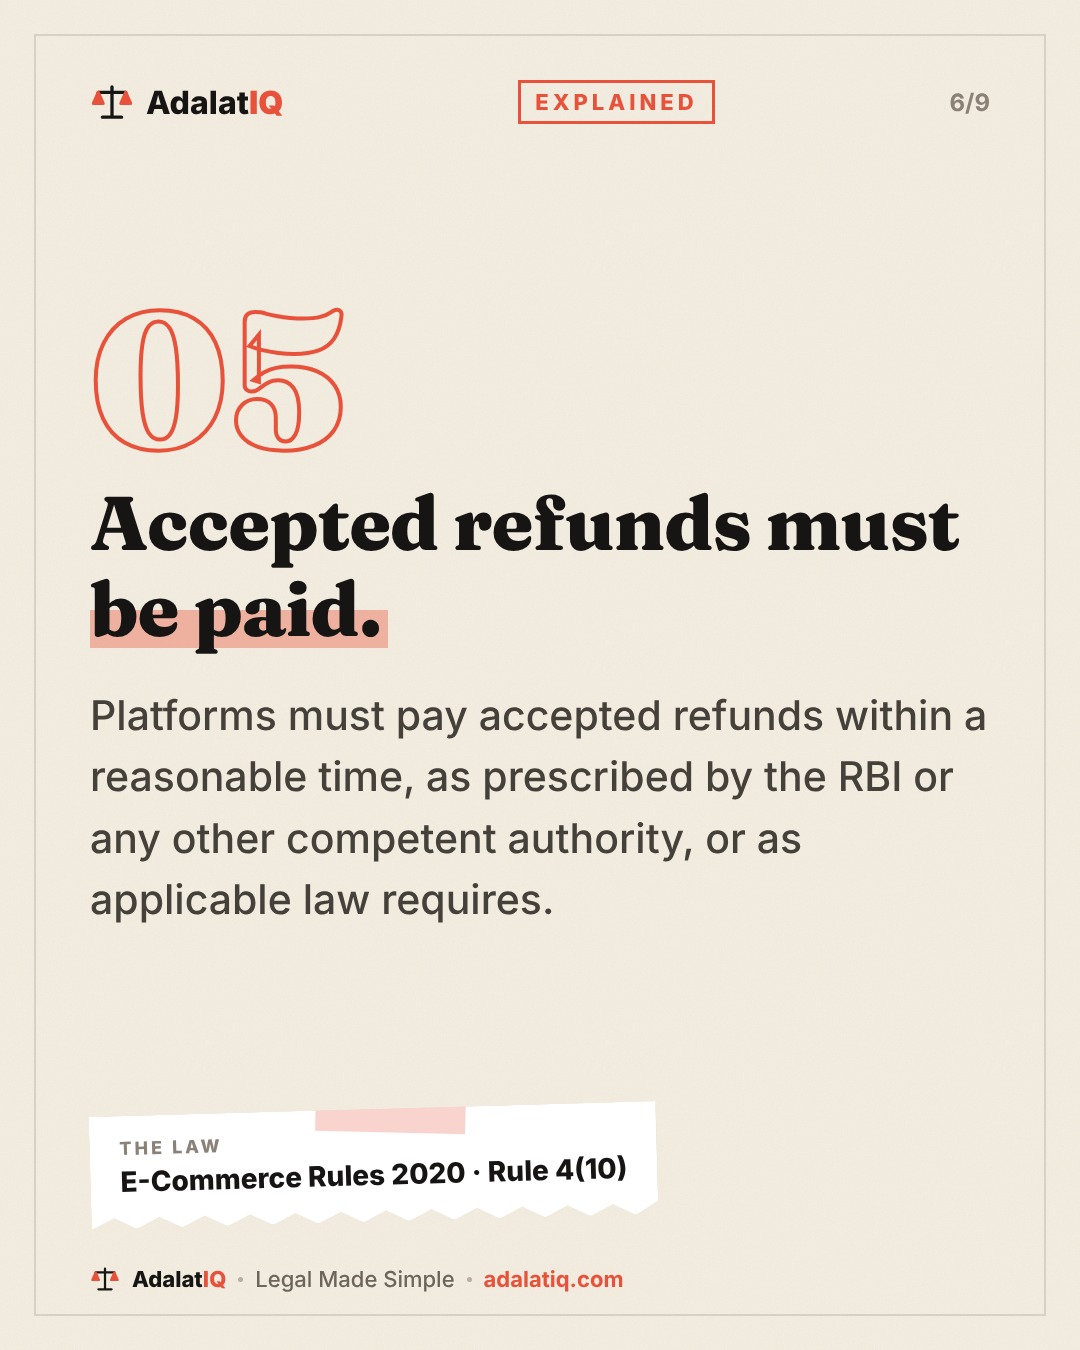 AdalatIQ
EXPLAINED
6/9
05
Accepted refunds must
be paid.
Platforms must pay accepted refunds within a
reasonable time, as prescribed by the RBI or
any other competent authority, or as
applicable law requires.
THE LAW
E-Commerce Rules 2020 · Rule 4(10)
AdalatIQ • Legal Made Simple • adalatiq.com